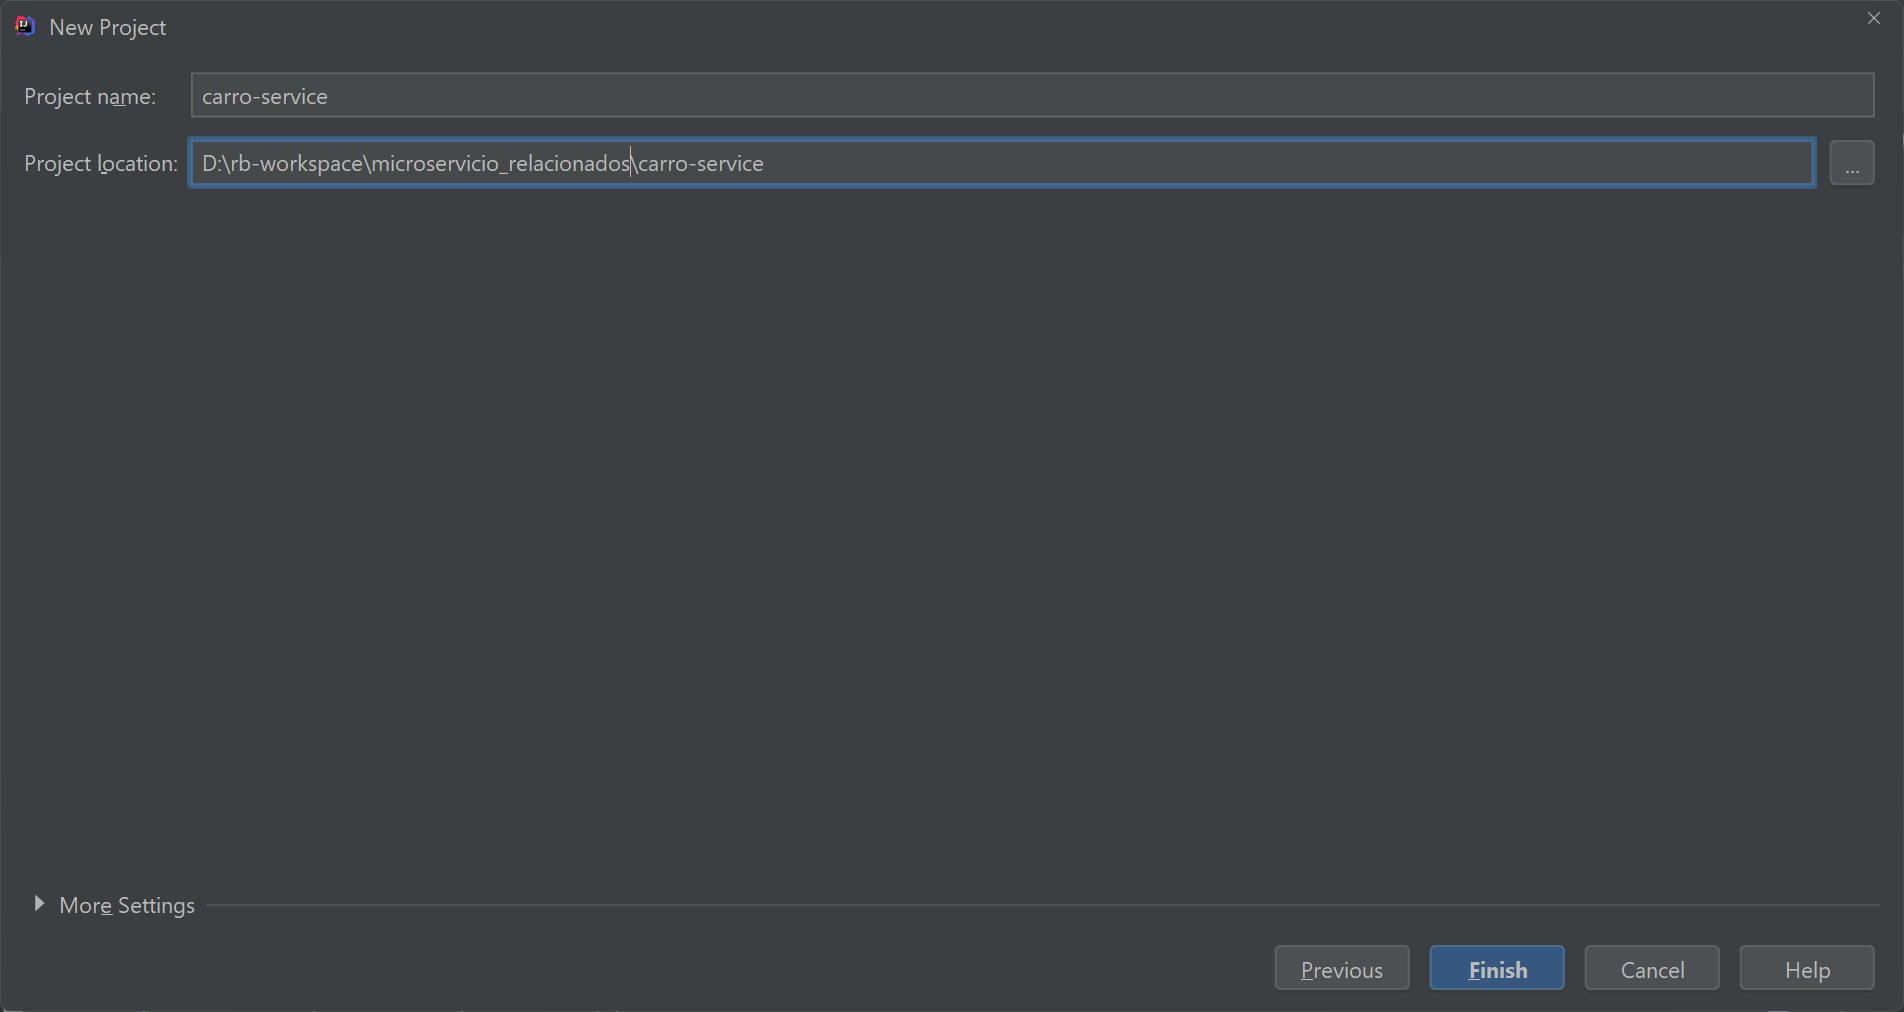 New Project
Project name: carro-service
Project location: D:\rb-workspace\microservicio_relacionados\carro-service ...
More Settings
Previous Finish Cancel Help